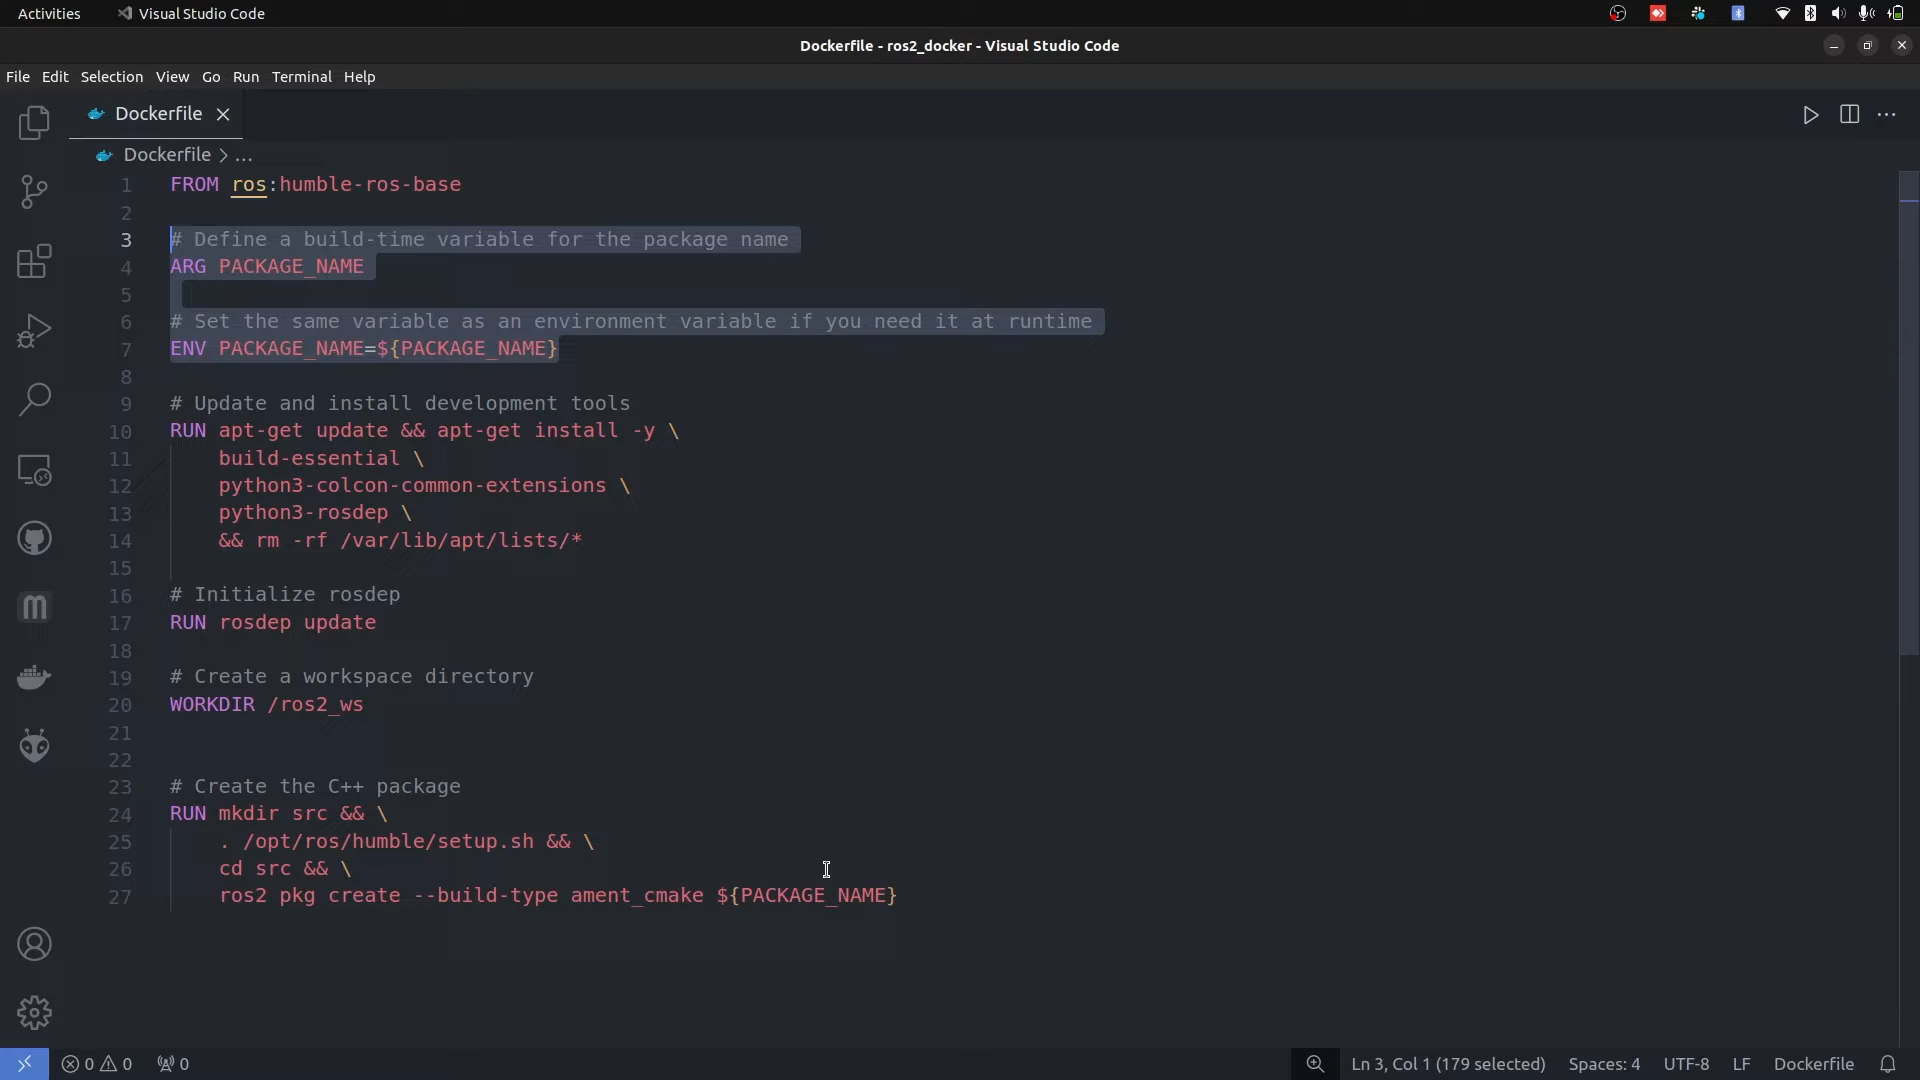 Activities Visual Studio Code
Dockerfile - ros2_docker - Visual Studio Code
File Edit Selection View Go Run Terminal Help
Dockerfile
Dockerfile > ...
1 FROM ros:humble-ros-base
2
3 # Define a build-time variable for the package name
4 ARG PACKAGE_NAME
5
6 # Set the same variable as an environment variable if you need it at runtime
7 ENV PACKAGE_NAME=${PACKAGE_NAME}
8
9 # Update and install development tools
10 RUN apt-get update && apt-get install -y \
11 build-essential \
12 python3-colcon-common-extensions \
13 python3-rosdep \
14 && rm -rf /var/lib/apt/lists/*
15
16 # Initialize rosdep
17 RUN rosdep update
18
19 # Create a workspace directory
20 WORKDIR /ros2_ws
21
22
23 # Create the C++ package
24 RUN mkdir src && \
25 . /opt/ros/humble/setup.sh && \
26 cd src && \
27 ros2 pkg create --build-type ament_cmake ${PACKAGE_NAME}
0 0 0 Ln 3, Col 1 (179 selected) Spaces: 4 UTF-8 LF Dockerfile